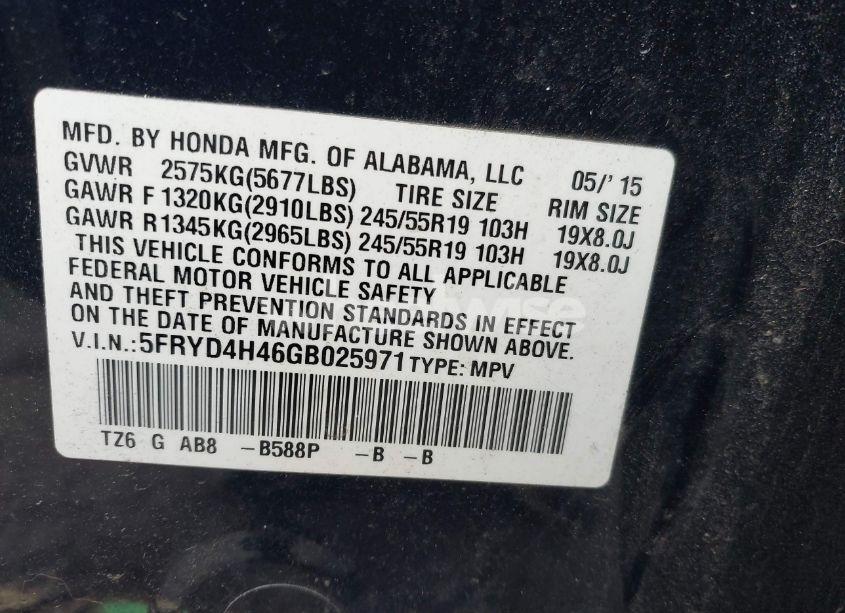 MFD. BY HONDA MFG. OF ALABAMA, LLC 05/' 15
GVWR 2575KG(5677LBS) TIRE SIZE RIM SIZE
GAWR F 1320KG(2910LBS) 245/55R19 103H 19X8.0J
GAWR R 1345KG(2965LBS) 245/55R19 103H 19X8.0J
THIS VEHICLE CONFORMS TO ALL APPLICABLE
FEDERAL MOTOR VEHICLE SAFETY
AND THEFT PREVENTION STANDARDS IN EFFECT
ON THE DATE OF MANUFACTURE SHOWN ABOVE.
V.I.N.:5FRYD4H46GB025971 TYPE: MPV
TZ6 G AB8 –B588P –B –B